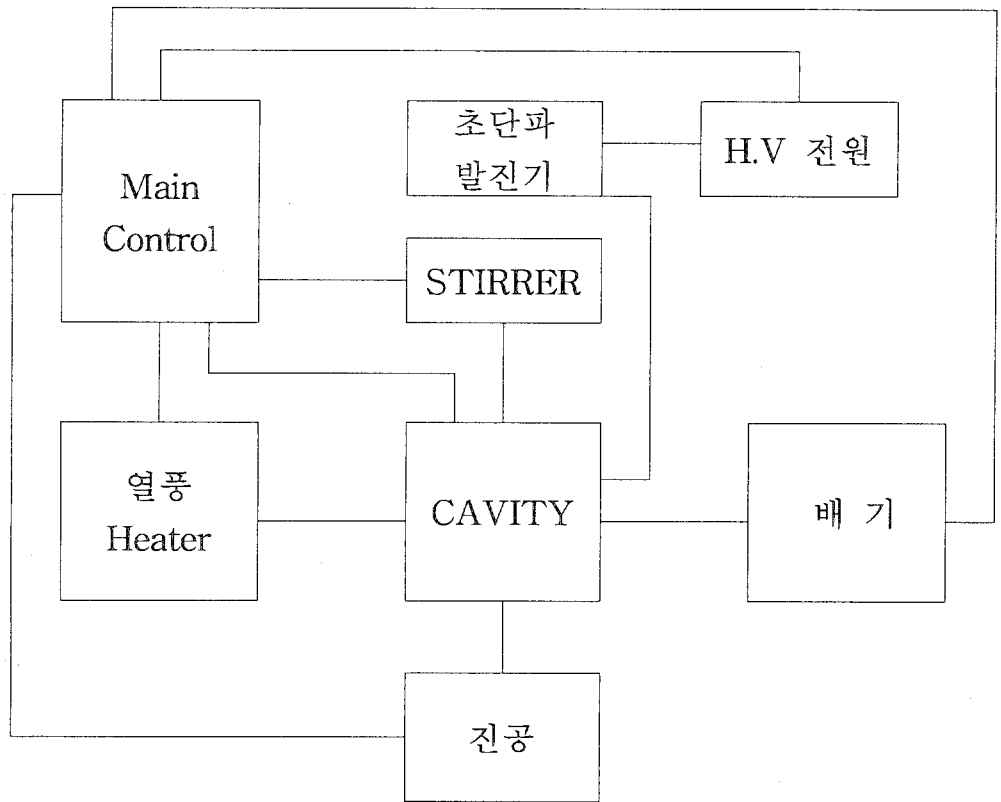 초단파
발진기
H.V 전원
Main
Control
STIRRER
열풍
Heater
CAVITY
배 기
진공